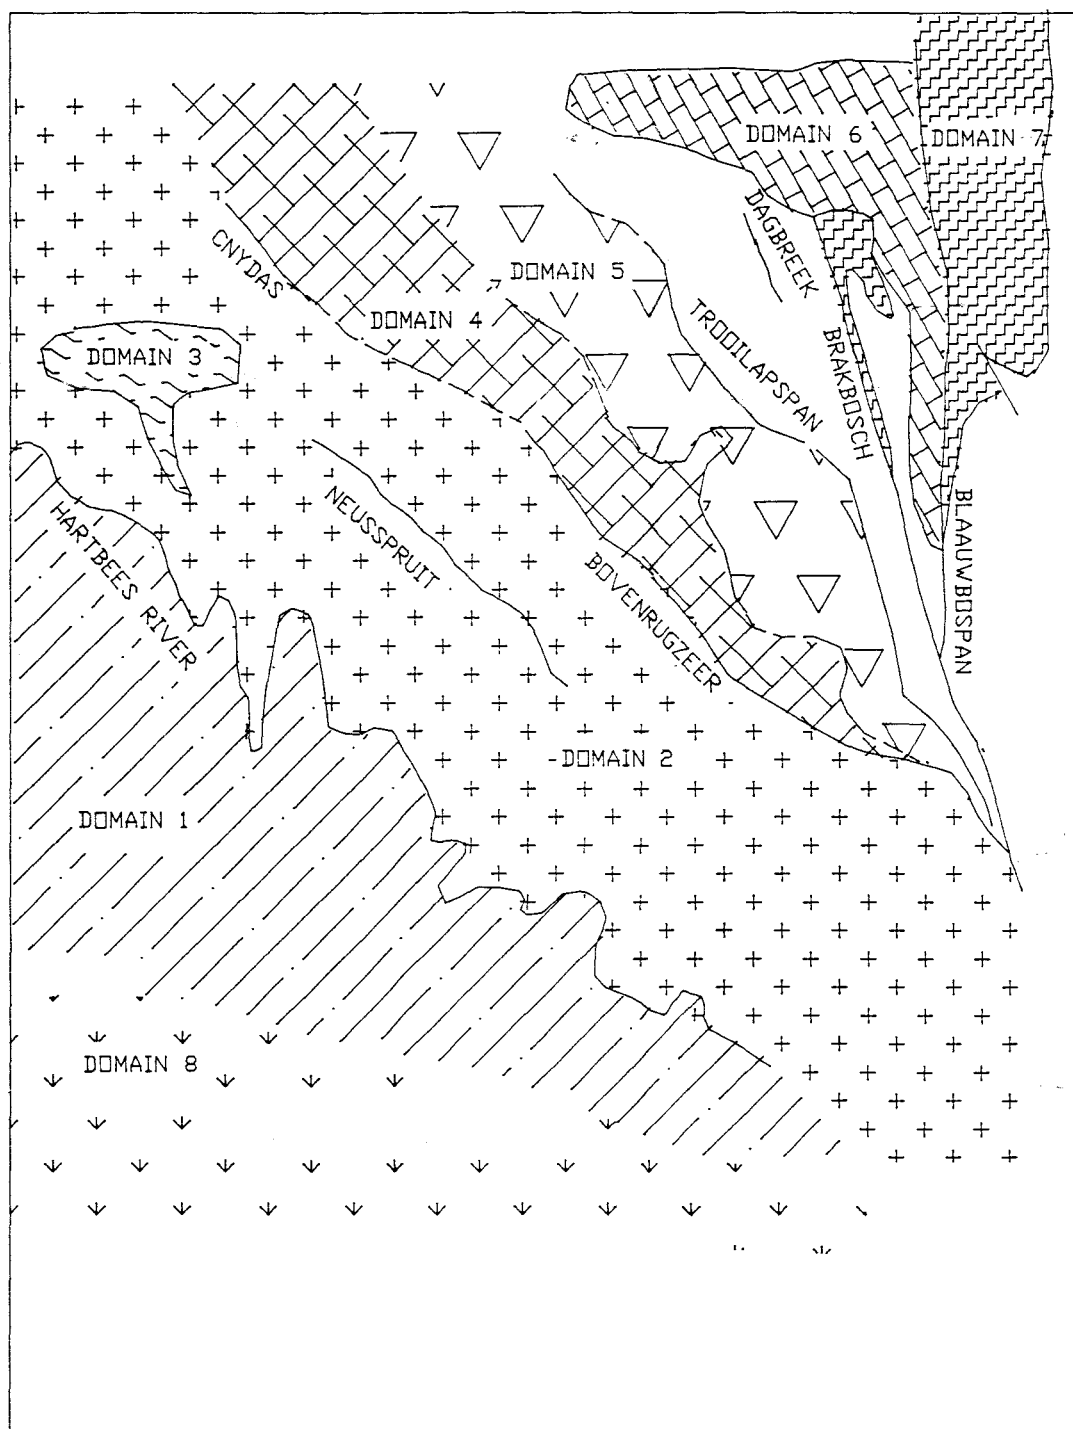 DOMAIN 6
DOMAIN 7
DAGBREEK
CNYDAS
DOMAIN 5
DOMAIN 4
TROOILAPSPAN
DOMAIN 3
BRAKBOSCH
NEUSSPRUIT
HARTBEES RIVER
BLAAUWBOSPAN
BOVENRUGZEER
DOMAIN 2
DOMAIN 1
DOMAIN 8